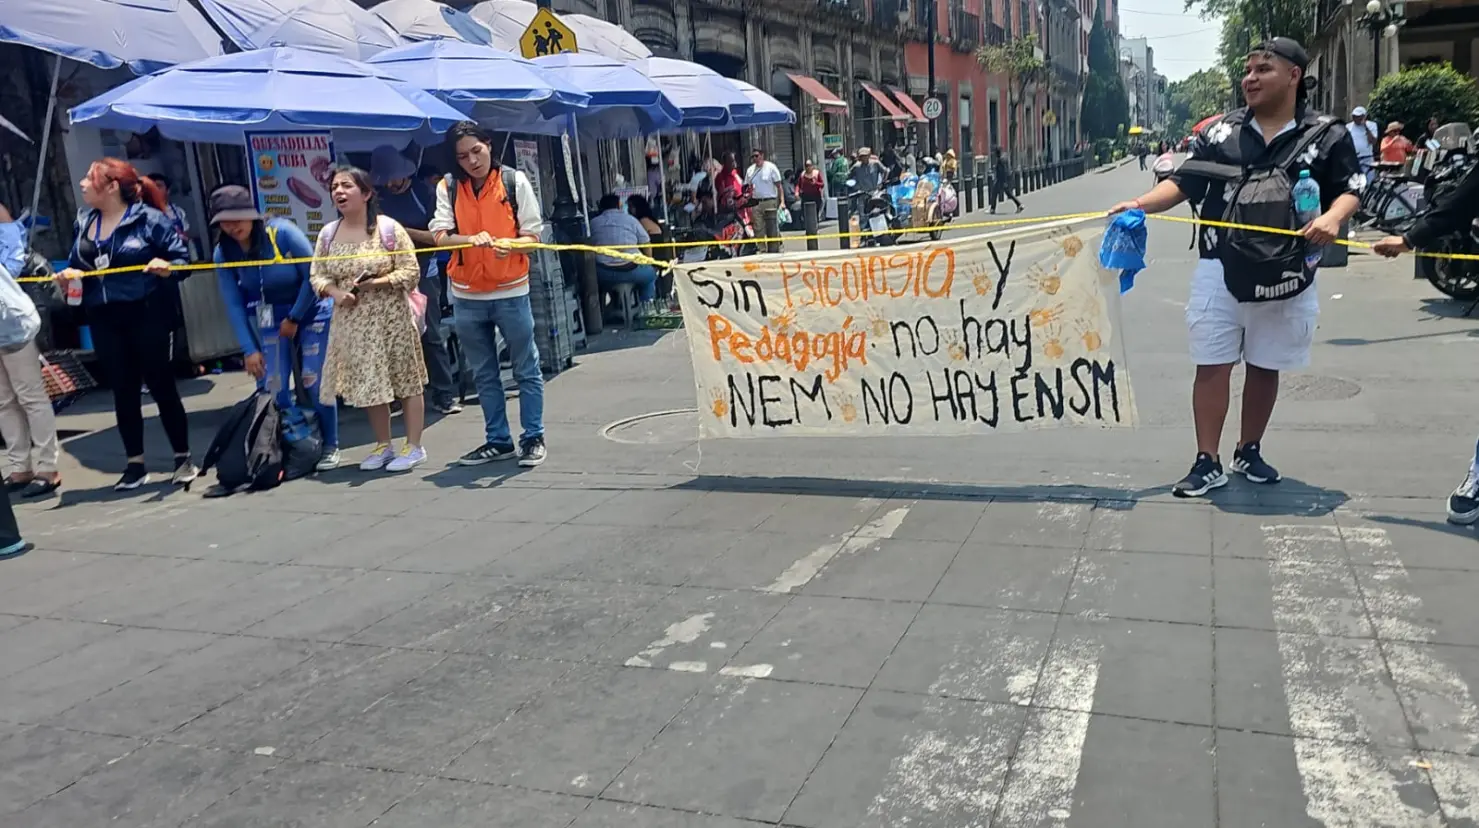 QUESADILLAS
CUBA
20
Sin Psicología y
Pedagogía no hay
NEM NO HAY ENSM
PUMA